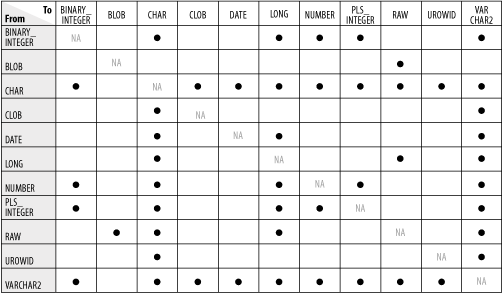 To
From
BINARY_
INTEGER
BLOB
CHAR
CLOB
DATE
LONG
NUMBER
PLS_
INTEGER
RAW
UROWID
VAR
CHAR2
BINARY_
INTEGER
NA
BLOB
NA
CHAR
NA
CLOB
NA
DATE
NA
LONG
NA
NUMBER
NA
PLS_
INTEGER
NA
RAW
NA
UROWID
NA
VARCHAR2
NA